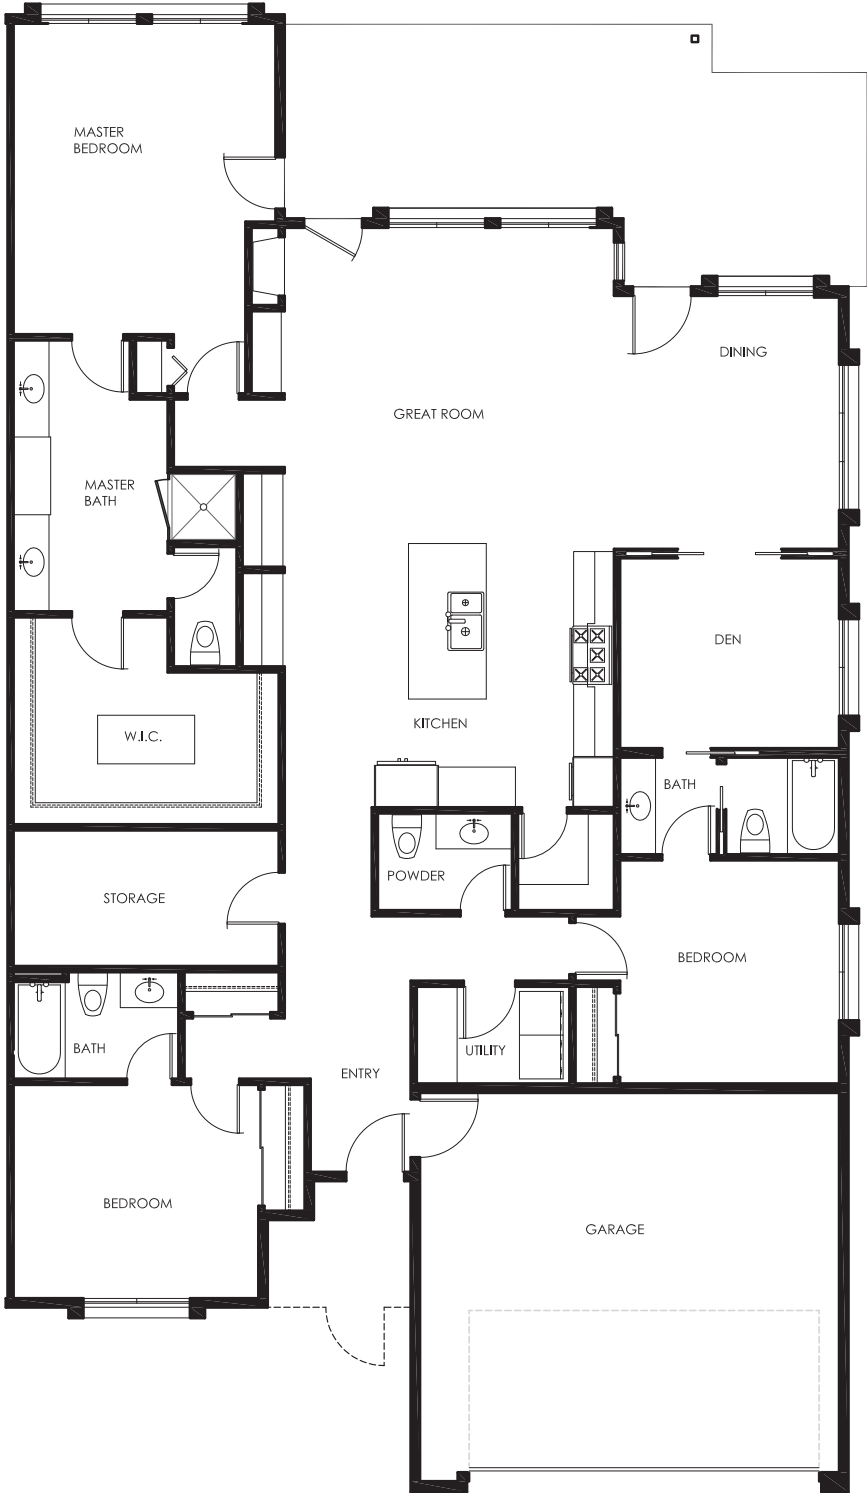 MASTER
BEDROOM
DINING
GREAT ROOM
MASTER
BATH
DEN
KITCHEN
W.I.C.
BATH
POWDER
STORAGE
BEDROOM
BATH
UTILITY
ENTRY
BEDROOM
GARAGE